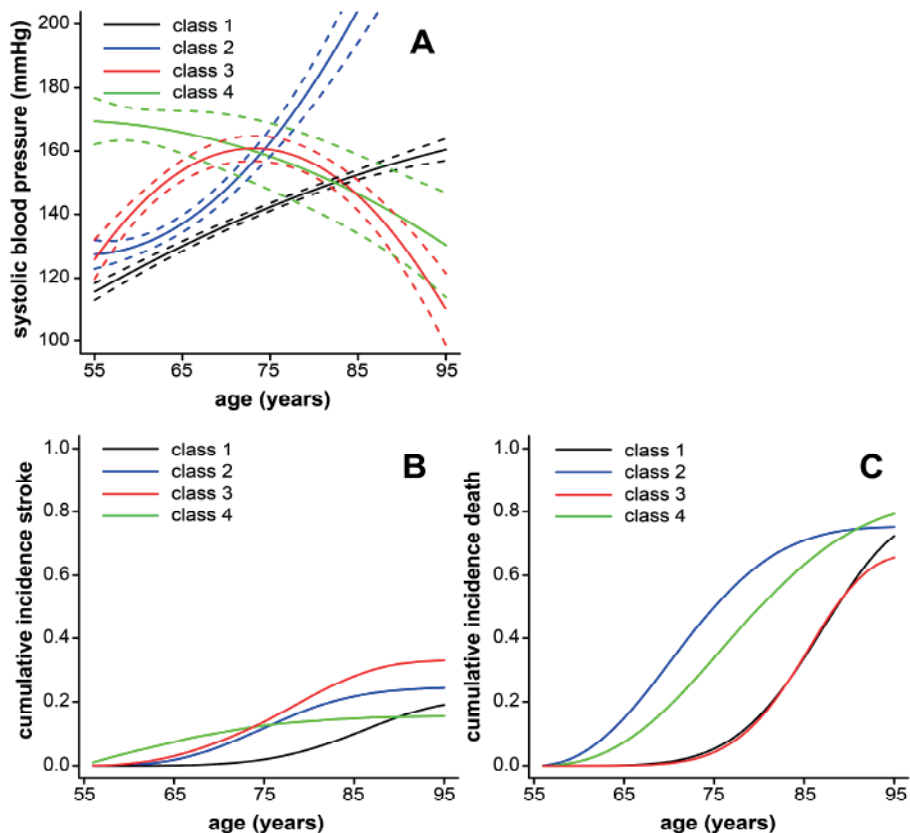 A
class 1
class 2
class 3
class 4
systolic blood pressure (mmHg)
200
180
160
140
120
100
55 65 75 85 95
age (years)
B
class 1
class 2
class 3
class 4
cumulative incidence stroke
1.0
0.8
0.6
0.4
0.2
0.0
55 65 75 85 95
age (years)
C
class 1
class 2
class 3
class 4
cumulative incidence death
1.0
0.8
0.6
0.4
0.2
0.0
55 65 75 85 95
age (years)